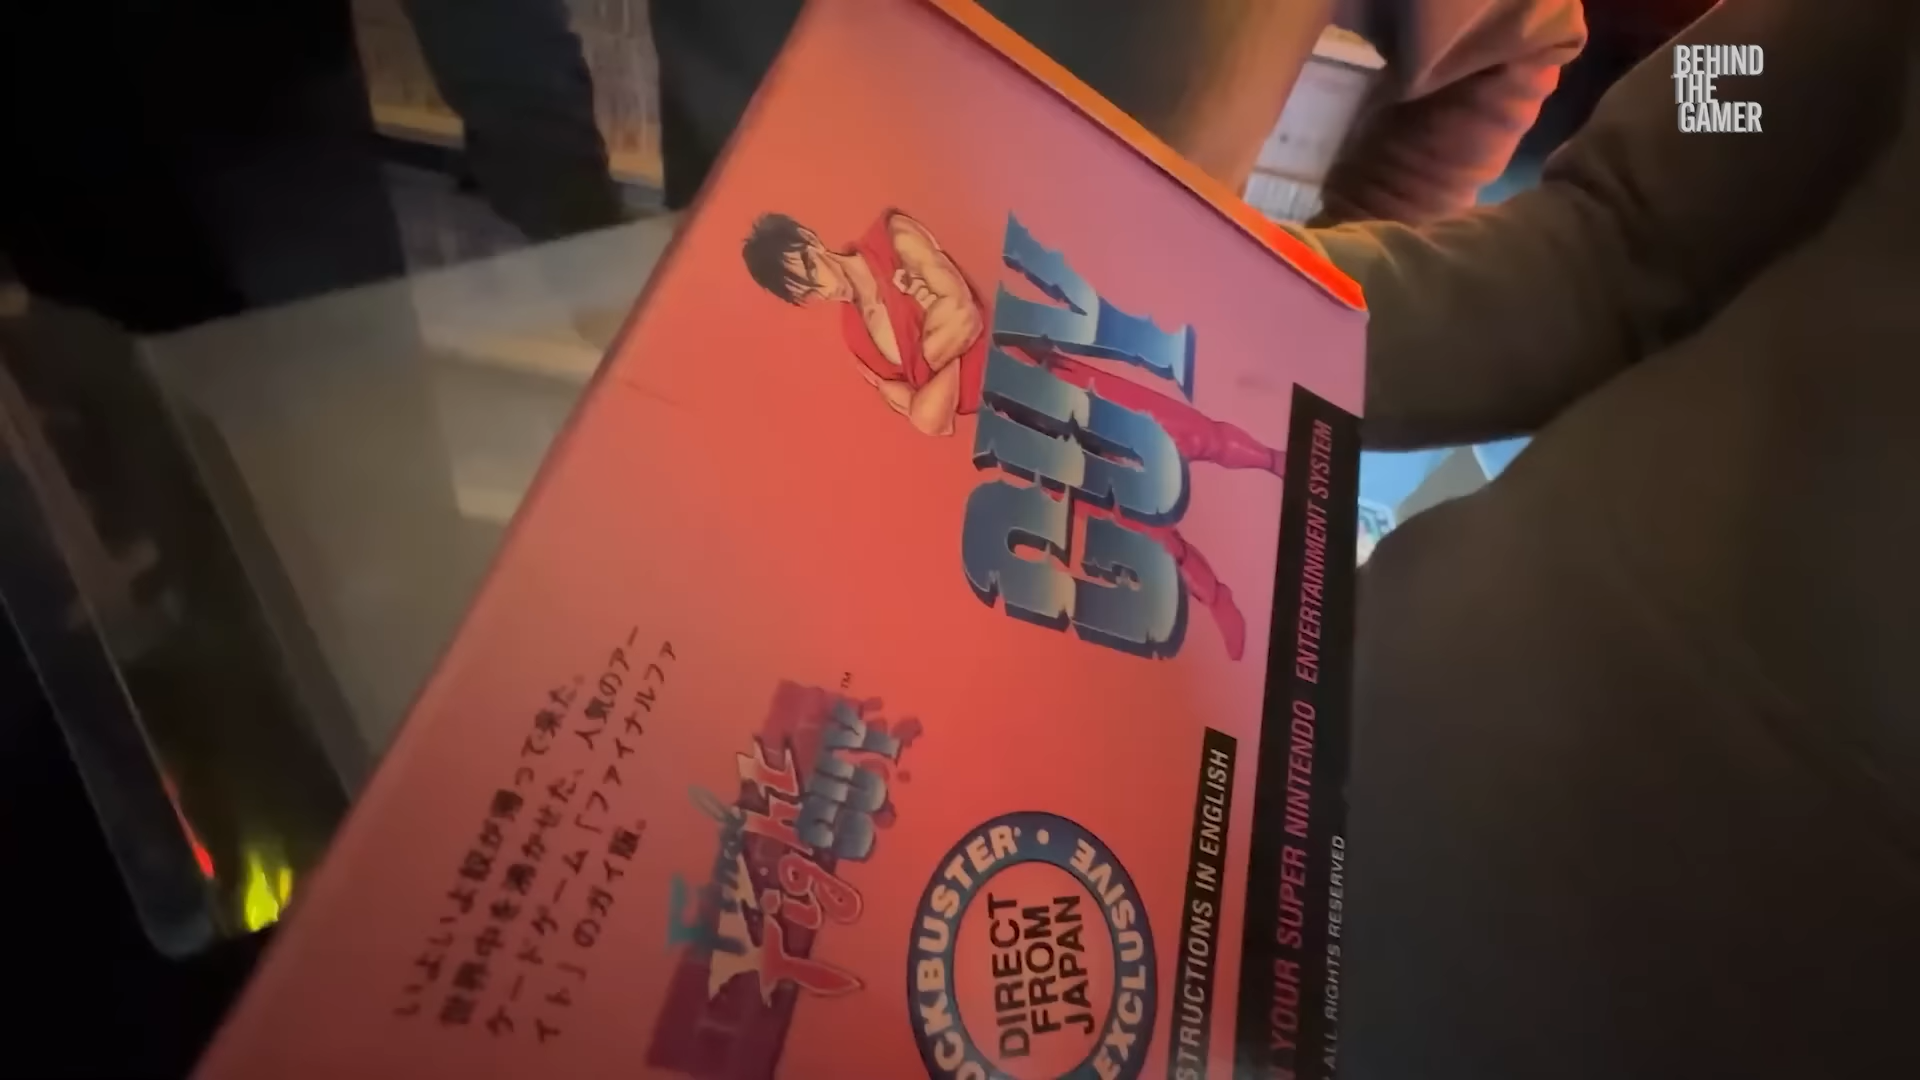 BEHIND
THE
GAMER
GUY
いよいよ奴が帰って来た。
世界中を沸かせた、人気のアー
ケードゲーム「ファイナルファ
イト」のガイ版。
Final
Fight
GUY
TM
BLOCKBUSTER • EXCLUSIVE
DIRECT
FROM
JAPAN
IN ENGLISH
YOUR SUPER NINTENDO ENTERTAINMENT SYSTEM
ALL RIGHTS RESERVED